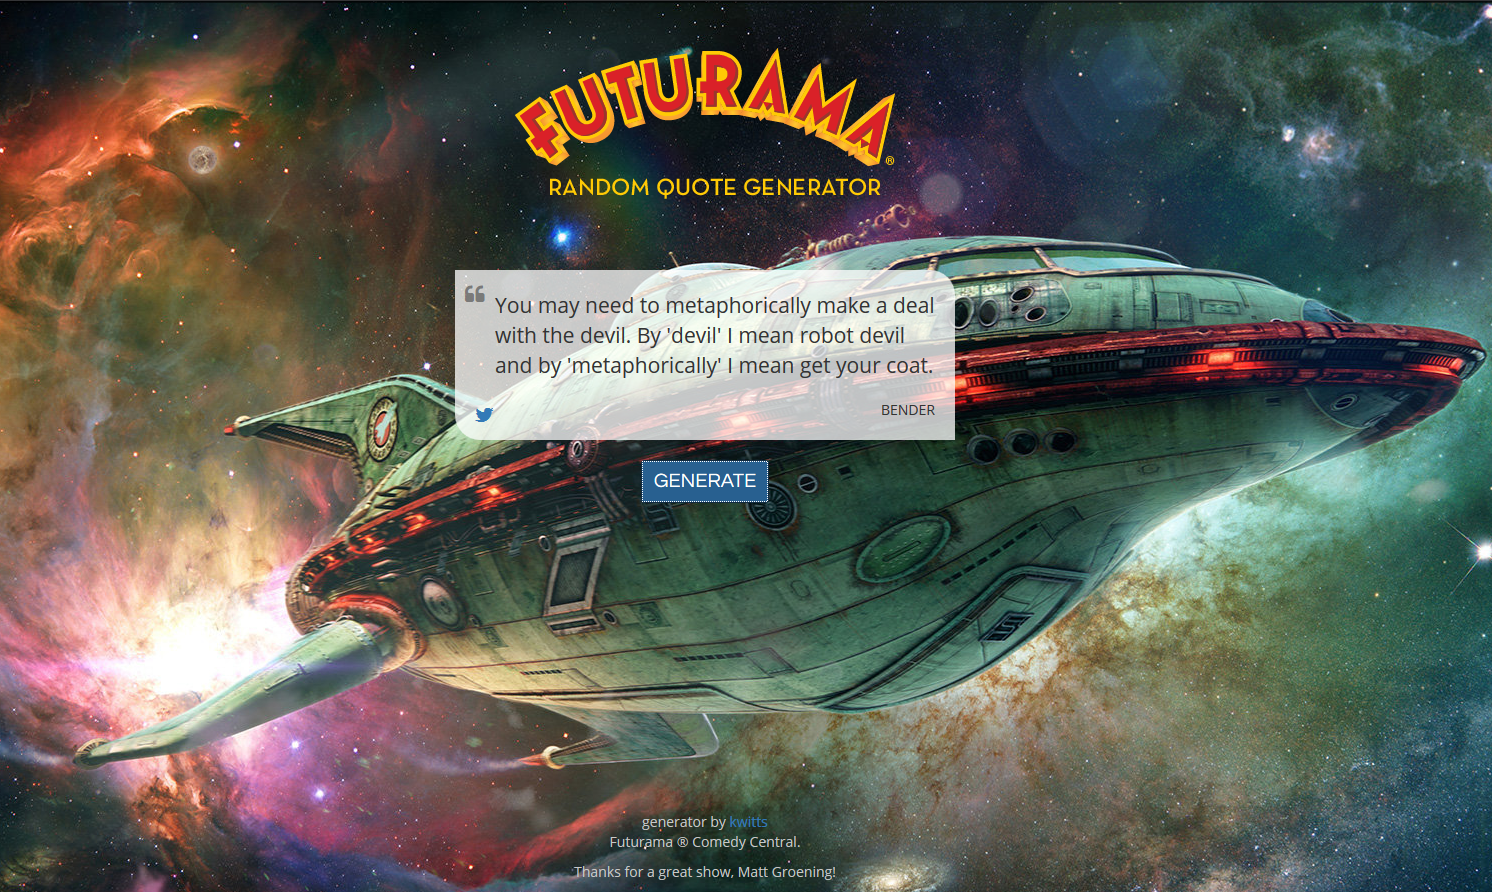 FUTURAMA®
RANDOM QUOTE GENERATOR
You may need to metaphorically make a deal
with the devil. By 'devil' I mean robot devil
and by 'metaphorically' I mean get your coat.
BENDER
GENERATE
generator by kwitts
Futurama ® Comedy Central.
Thanks for a great show, Matt Groening!